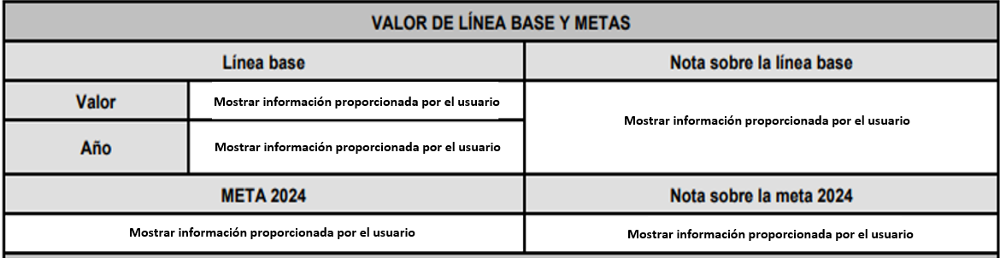 VALOR DE LÍNEA BASE Y METAS
Línea base
Nota sobre la línea base
Valor
Mostrar información proporcionada por el usuario
Mostrar información proporcionada por el usuario
Año
Mostrar información proporcionada por el usuario
META 2024
Nota sobre la meta 2024
Mostrar información proporcionada por el usuario
Mostrar información proporcionada por el usuario